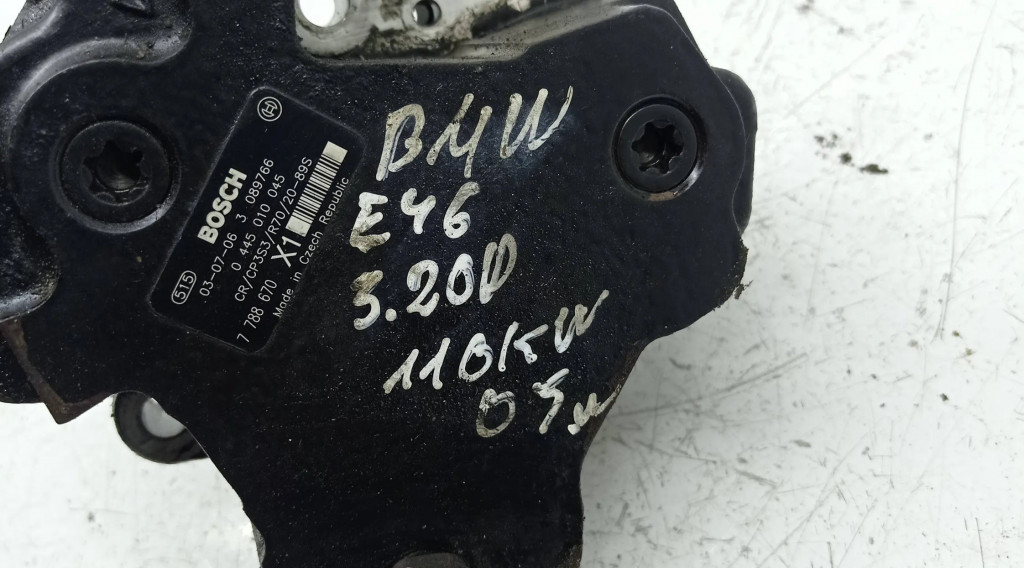 BOSCH
515 03-07-06 3 089766
0 445 010 045
CR/CP3S3/R70/20-89S
7 788 670 X1
Made in Czech Republic
H
BMW
E46
3.20D
110KW